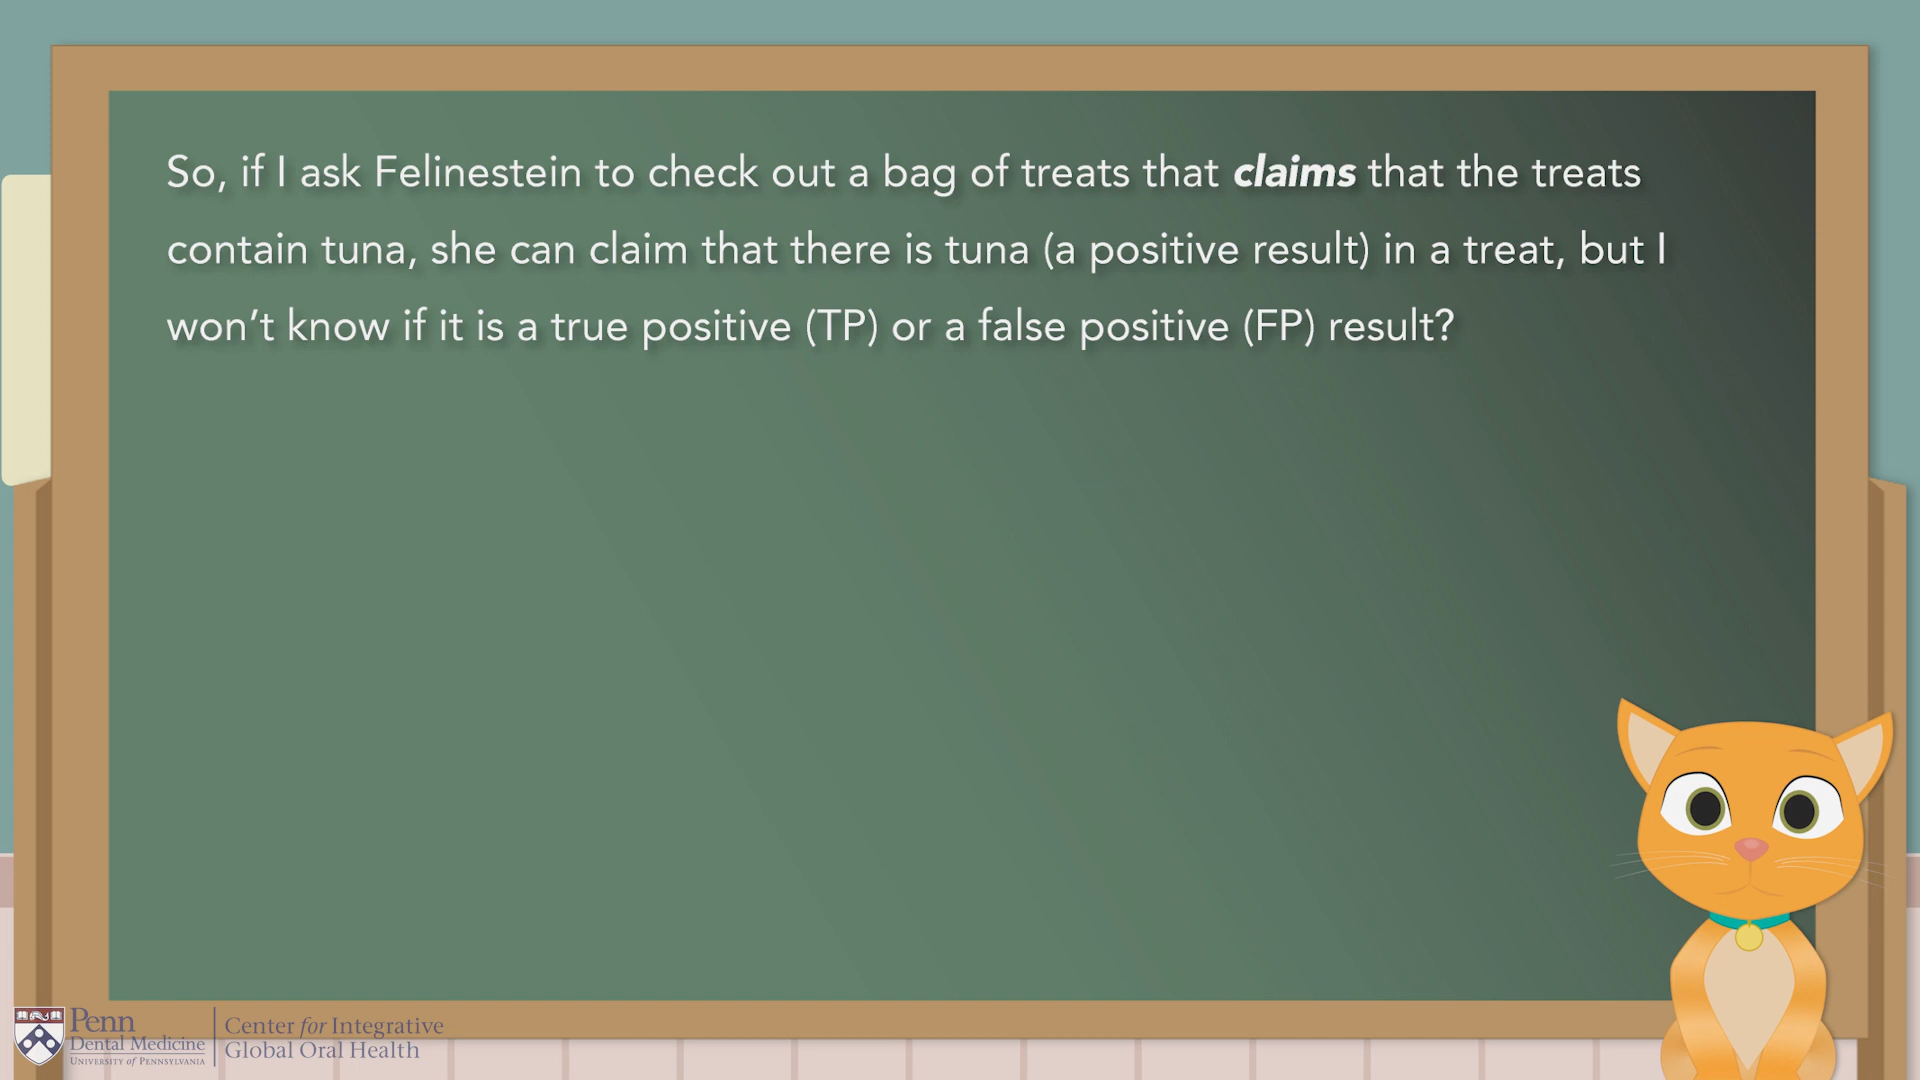 So, if I ask Felinestein to check out a bag of treats that claims that the treats
contain tuna, she can claim that there is tuna (a positive result) in a treat, but I
won’t know if it is a true positive (TP) or a false positive (FP) result?
Penn
Dental Medicine
University of Pennsylvania
Center for Integrative
Global Oral Health